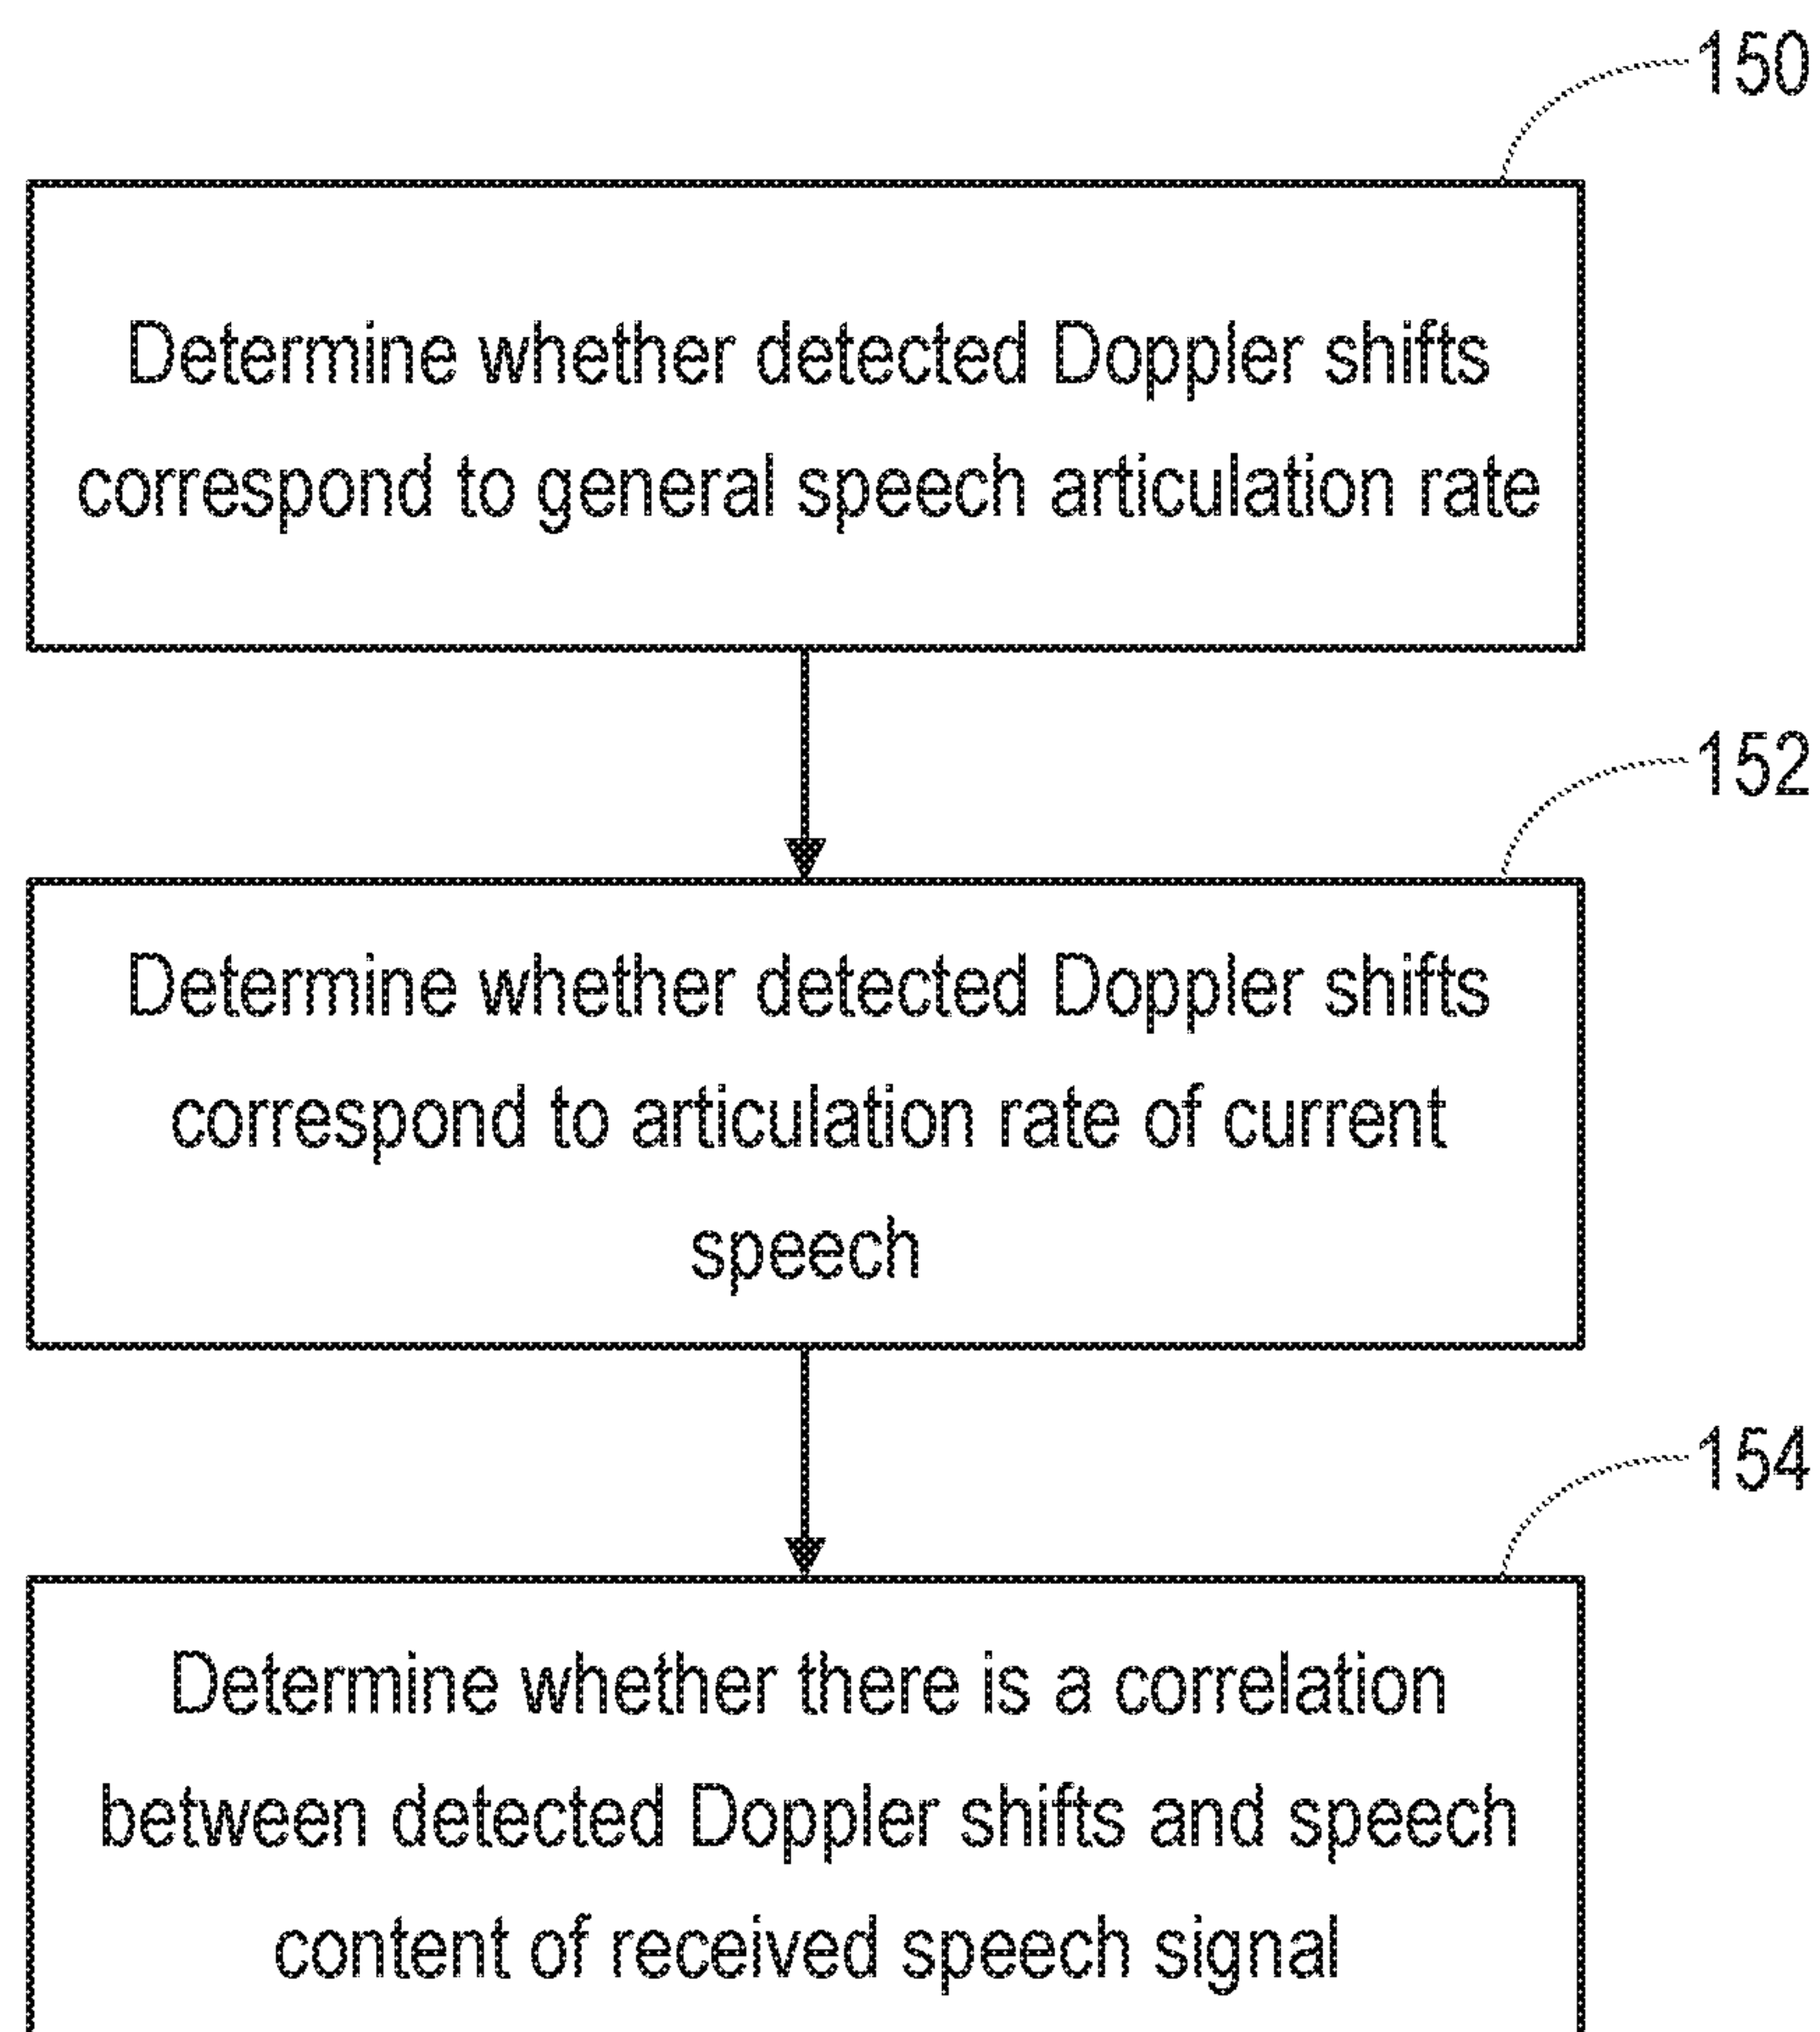 150
Determine whether detected Doppler shifts
correspond to general speech articulation rate
152
Determine whether detected Doppler shifts
correspond to articulation rate of current
speech
154
Determine whether there is a correlation
between detected Doppler shifts and speech
content of received speech signal